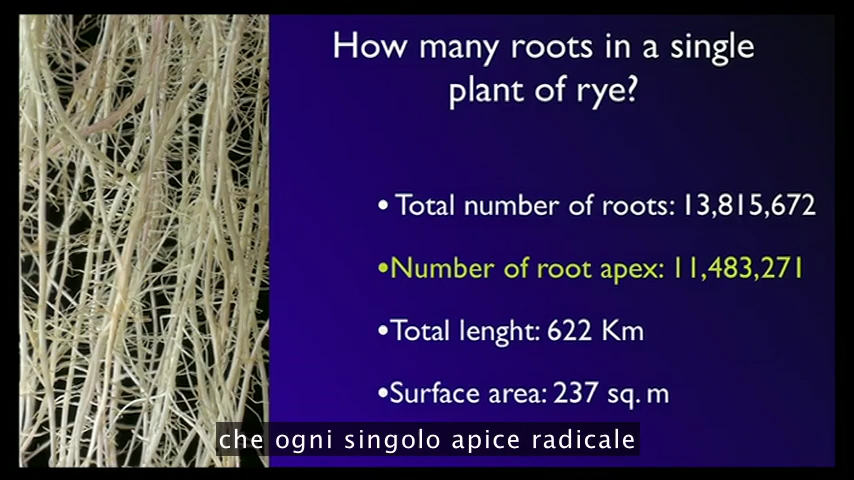 How many roots in a single
plant of rye?
• Total number of roots: 13,815,672
•Number of root apex: 11,483,271
•Total lenght: 622 Km
•Surface area: 237 sq. m
che ogni singolo apice radicale